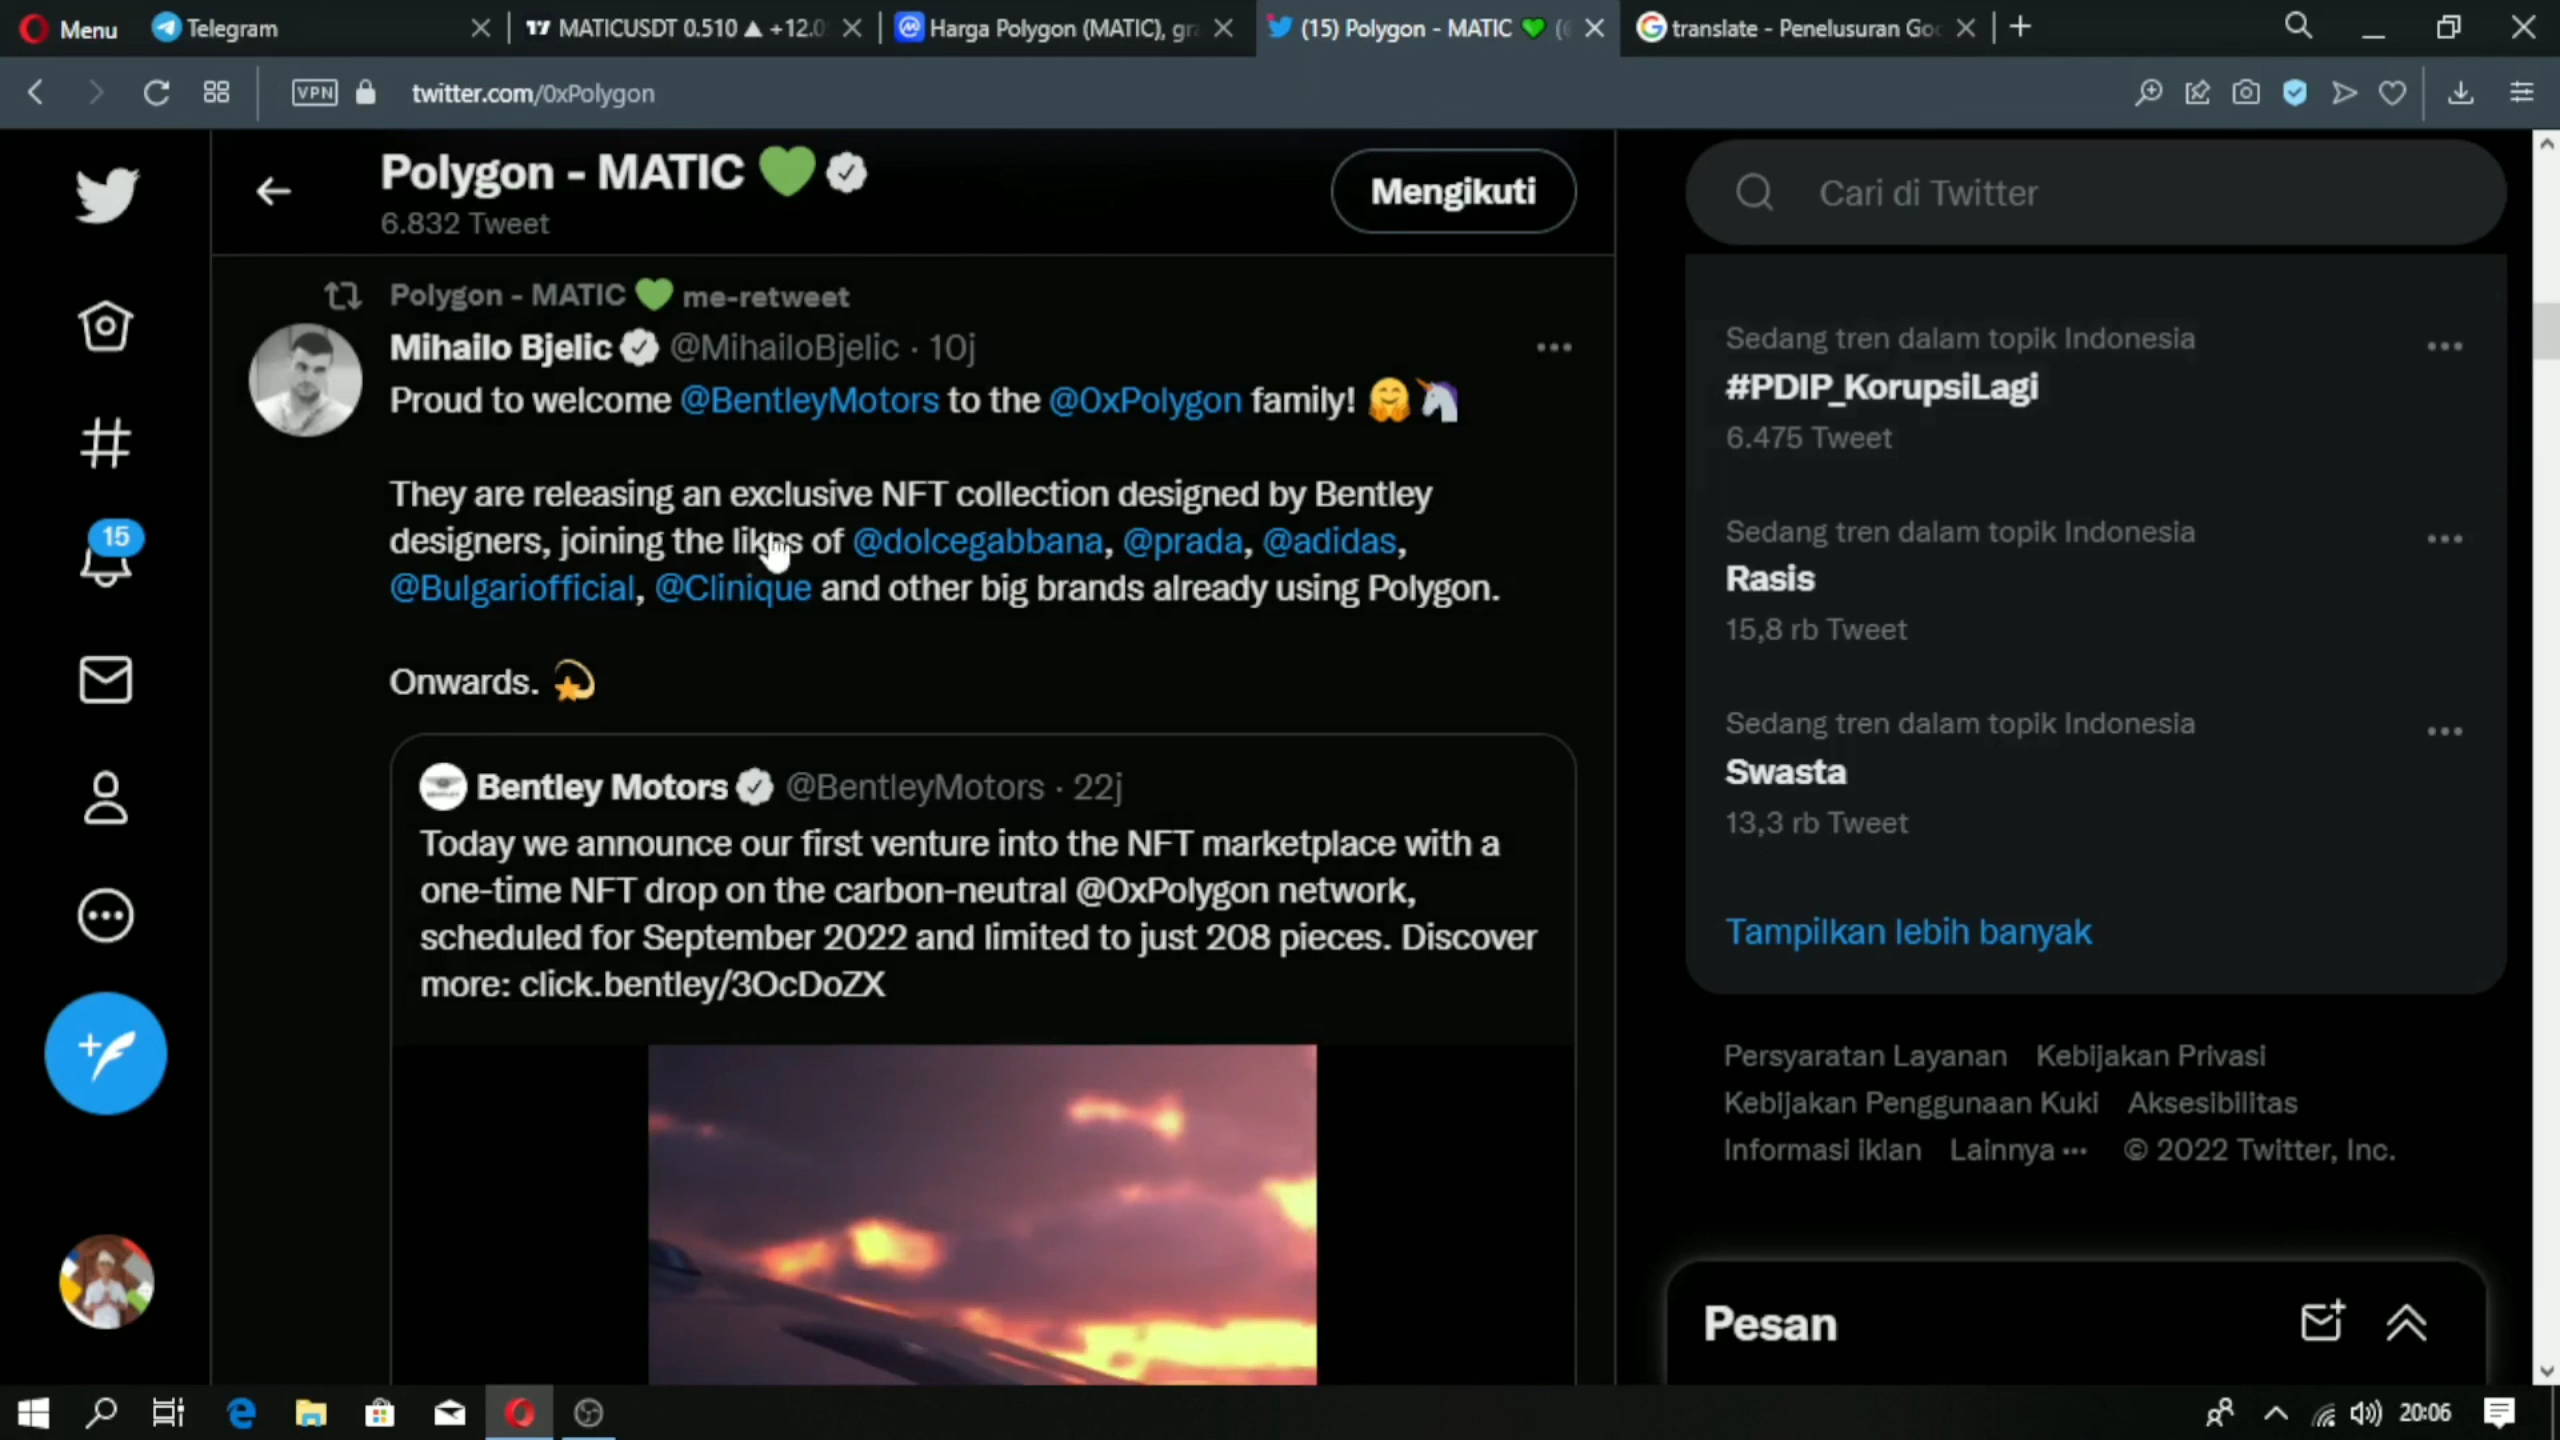 Menu
Telegram
MATICUSDT 0.510 ▲ +12.0
Harga Polygon (MATIC), gr
(15) Polygon - MATIC 💚 (
translate - Penelusuran Goo
VPN
twitter.com/0xPolygon
Polygon - MATIC 💚
6.832 Tweet
Mengikuti
Cari di Twitter
Polygon - MATIC 💚 me-retweet
Mihailo Bjelic @MihailoBjelic · 10j
Proud to welcome @BentleyMotors to the @0xPolygon family! 🤗🦄
They are releasing an exclusive NFT collection designed by Bentley
designers, joining the likes of @dolcegabbana, @prada, @adidas,
@Bulgariofficial, @Clinique and other big brands already using Polygon.
Onwards. 💫
Bentley Motors @BentleyMotors · 22j
Today we announce our first venture into the NFT marketplace with a
one-time NFT drop on the carbon-neutral @0xPolygon network,
scheduled for September 2022 and limited to just 208 pieces. Discover
more: click.bentley/3OcDoZX
15
Sedang tren dalam topik Indonesia
#PDIP_KorupsiLagi
6.475 Tweet
Sedang tren dalam topik Indonesia
Rasis
15,8 rb Tweet
Sedang tren dalam topik Indonesia
Swasta
13,3 rb Tweet
Tampilkan lebih banyak
Persyaratan Layanan Kebijakan Privasi
Kebijakan Penggunaan Kuki Aksesibilitas
Informasi iklan Lainnya ··· © 2022 Twitter, Inc.
Pesan
20:06